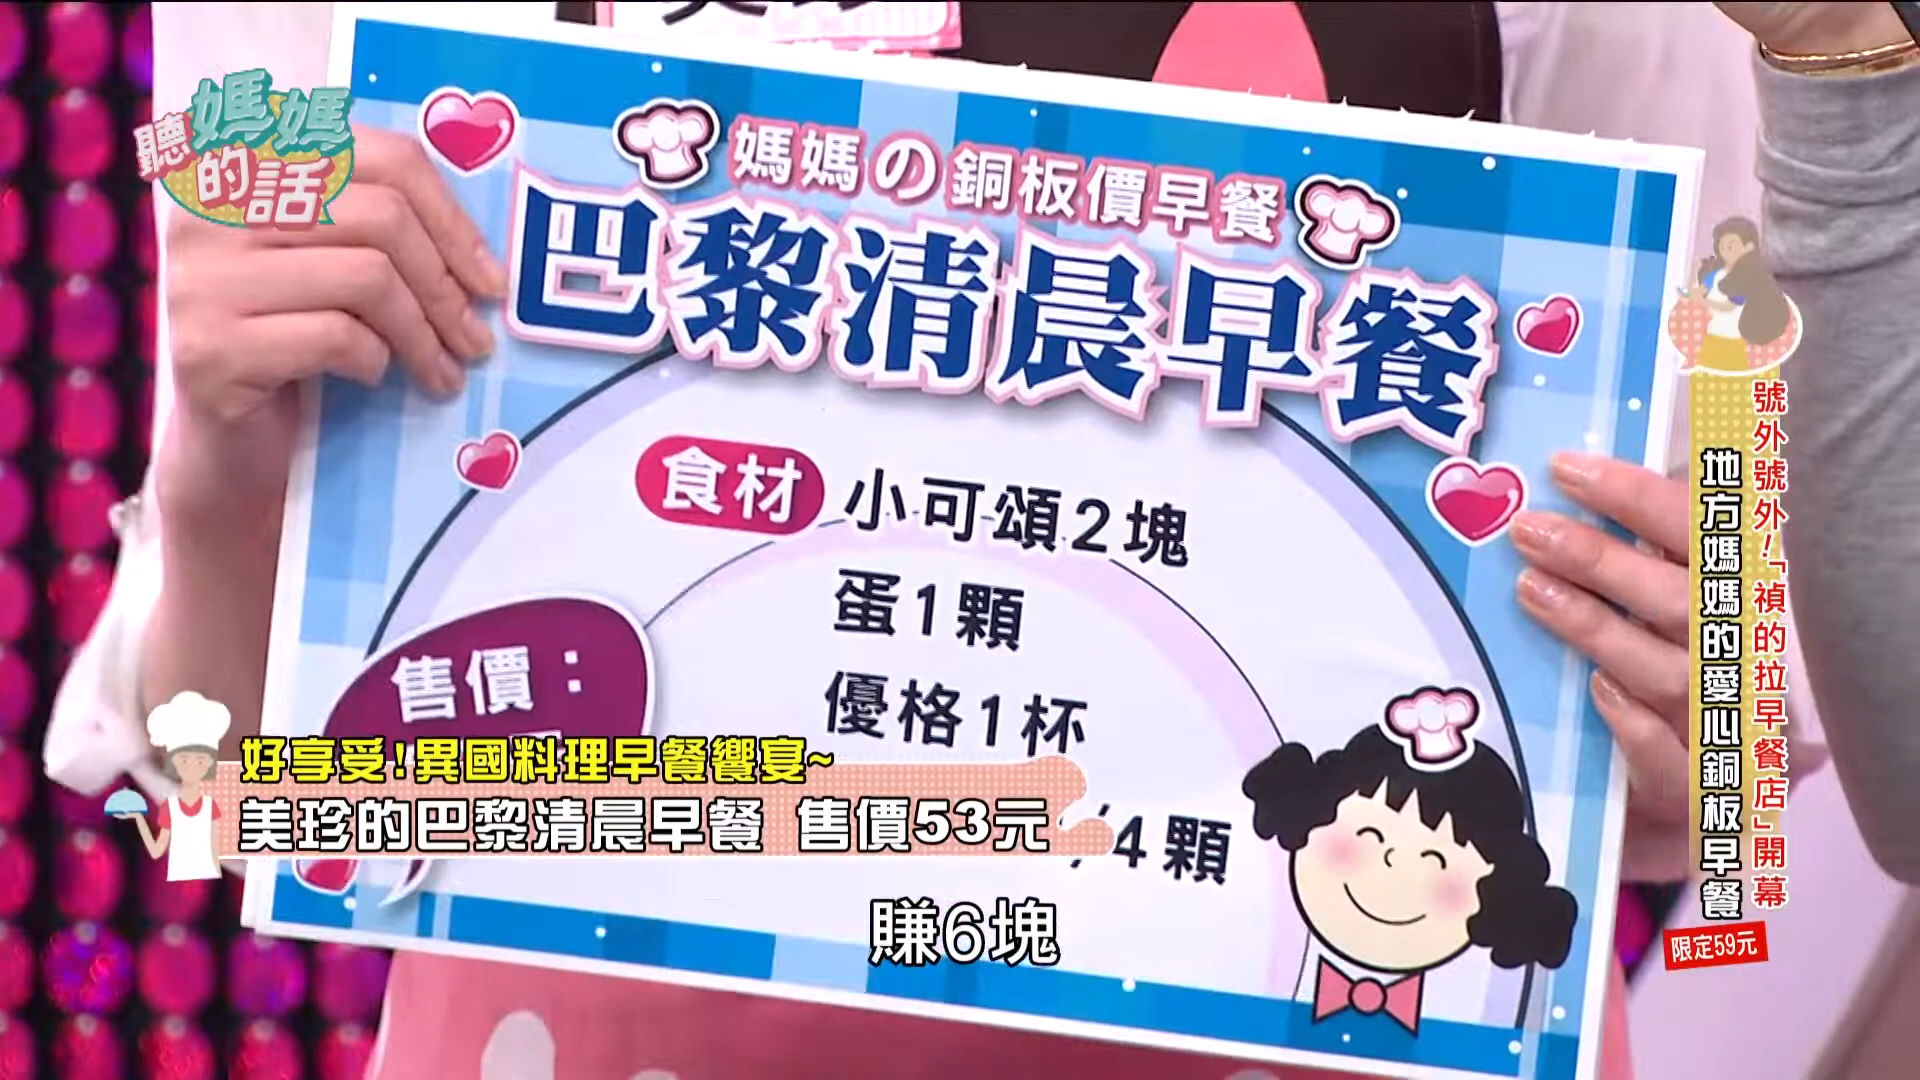 聽媽媽的話
媽媽の銅板價早餐
巴黎清晨早餐
食材 小可頌2塊
蛋1顆
優格1杯
/4顆
售價：
好享受!異國料理早餐饗宴~
美珍的巴黎清晨早餐 售價53元
賺6塊
號外號外!「禎的拉早餐店」開幕
地方媽媽的愛心銅板早餐
限定59元